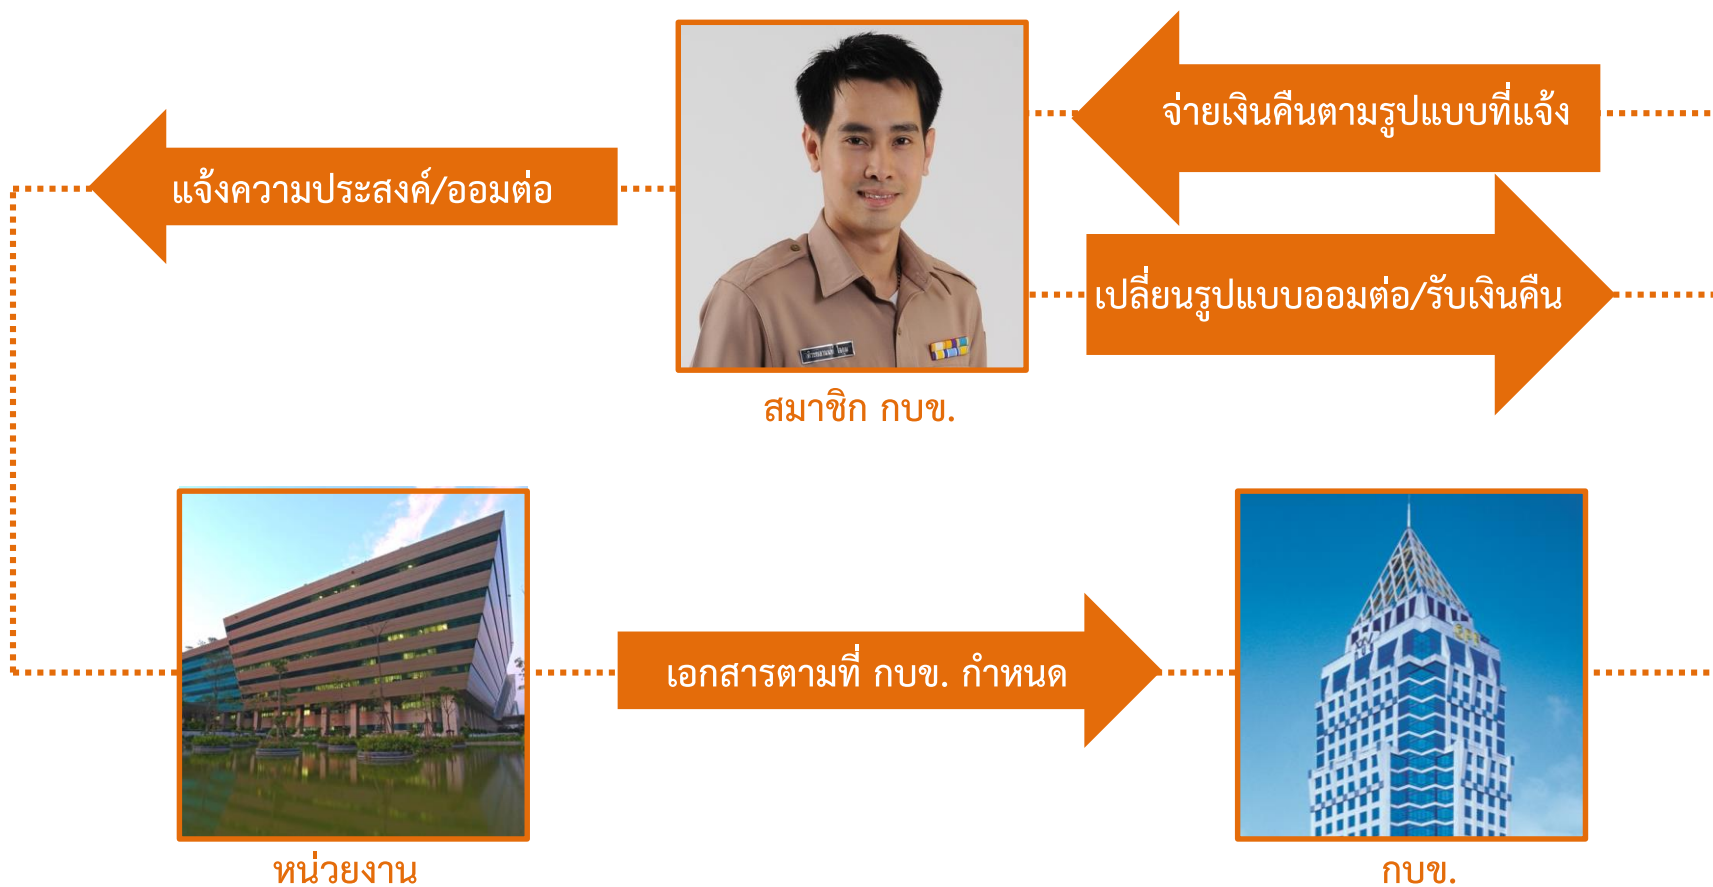 จ่ายเงินคืนตามรูปแบบที่แจ้ง
แจ้งความประสงค์/ออมต่อ
เปลี่ยนรูปแบบออมต่อ/รับเงินคืน
สมาชิก กบข.
เอกสารตามที่ กบข. กำหนด
หน่วยงาน
กบข.